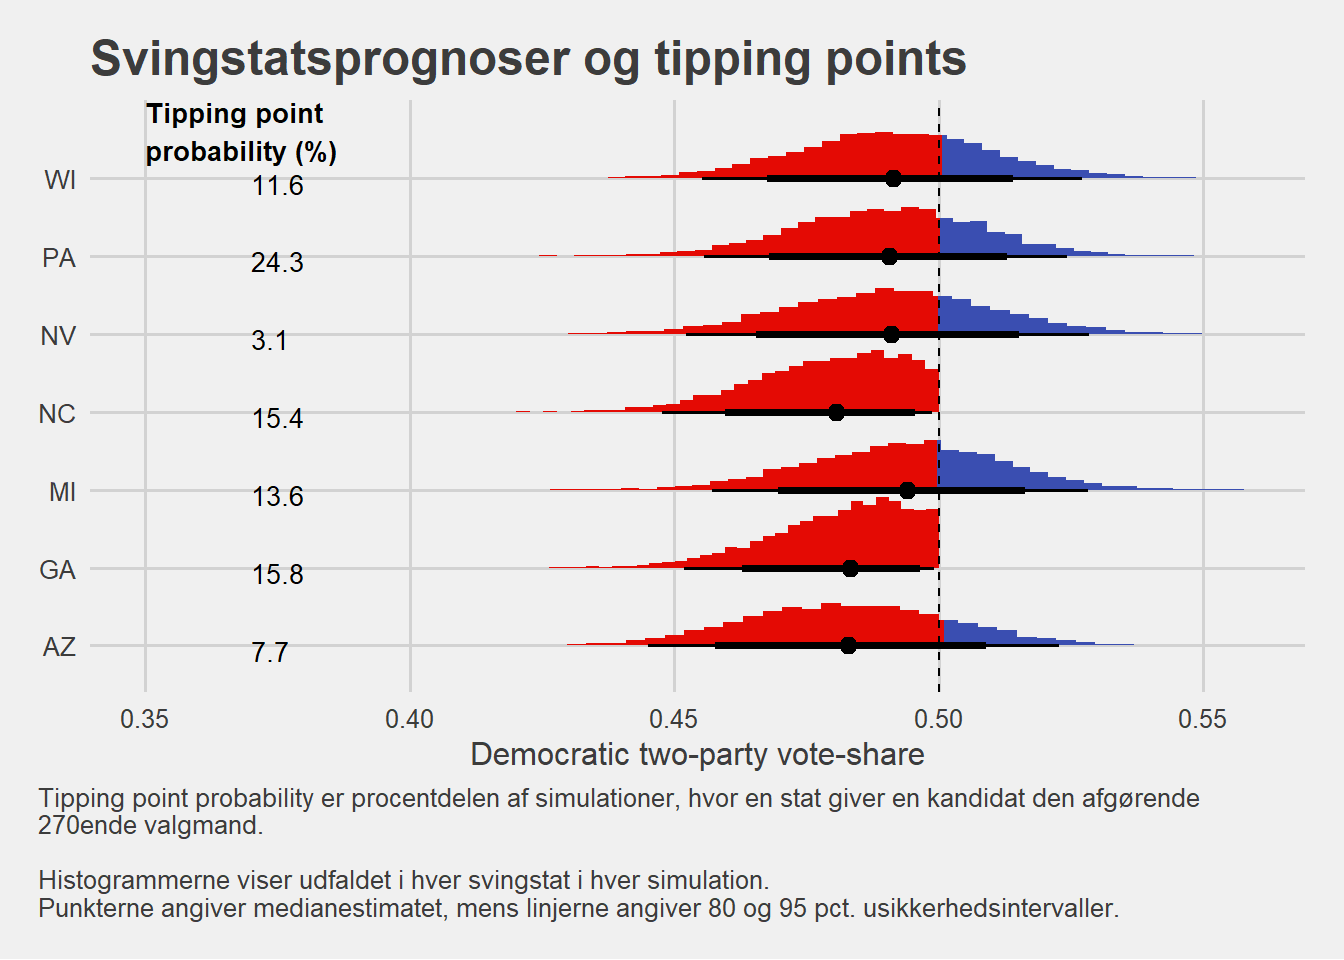 Svingstatsprognoser og tipping points
Tipping point
probability (%)
WI 11.6
PA 24.3
NV 3.1
NC 15.4
MI 13.6
GA 15.8
AZ 7.7
0.35 0.40 0.45 0.50 0.55
Democratic two-party vote-share
Tipping point probability er procentdelen af simulationer, hvor en stat giver en kandidat den afgørende
270ende valgmand.
Histogrammerne viser udfaldet i hver svingstat i hver simulation.
Punkterne angiver medianestimatet, mens linjerne angiver 80 og 95 pct. usikkerhedsintervaller.